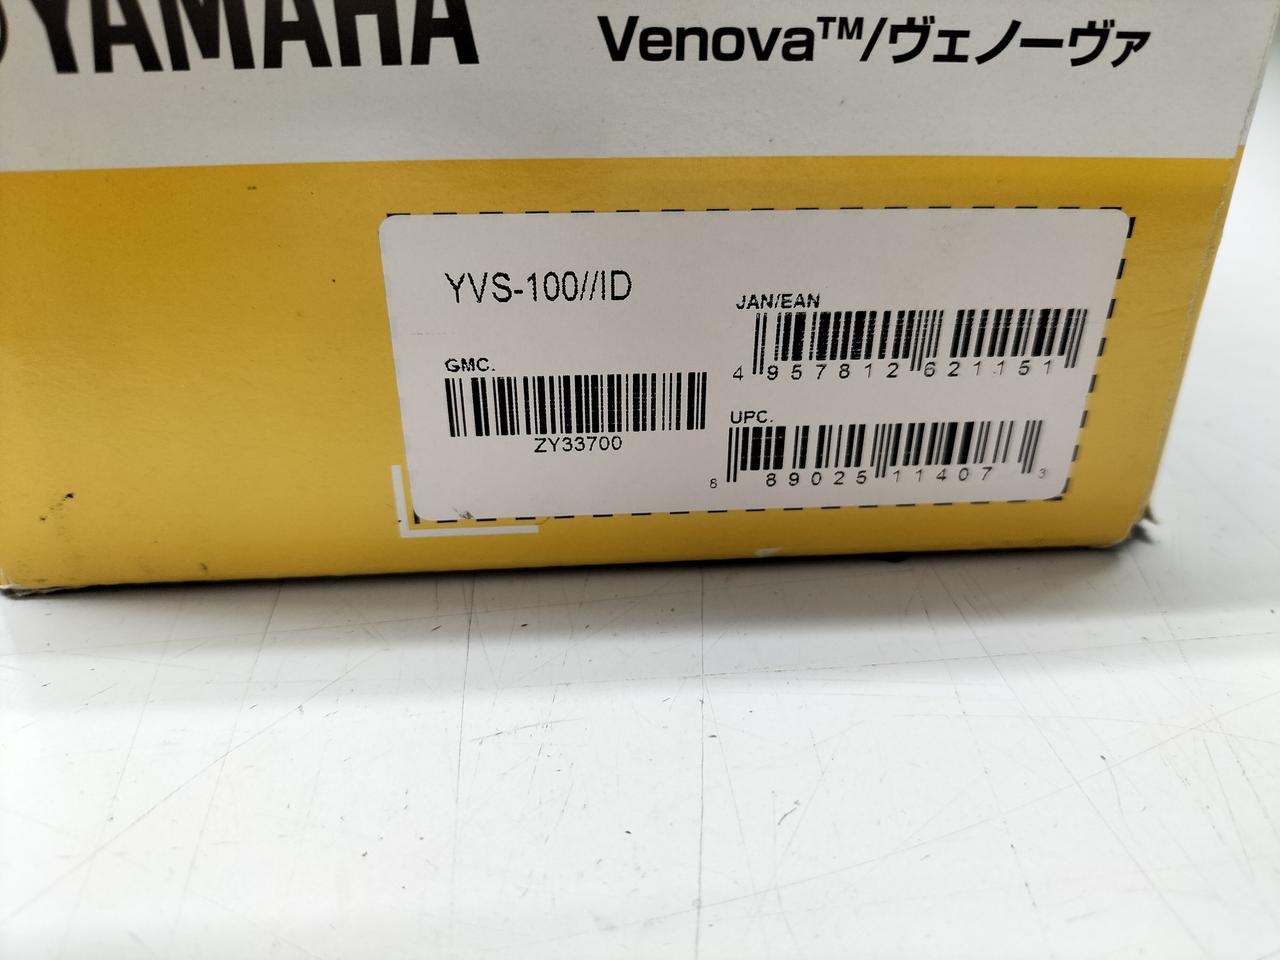 YAMAHA
Venova™/ヴェノーヴァ
YVS-100//ID
JAN/EAN
4 957812 621151
GMC.
ZY33700
UPC.
8 89025 11407 3